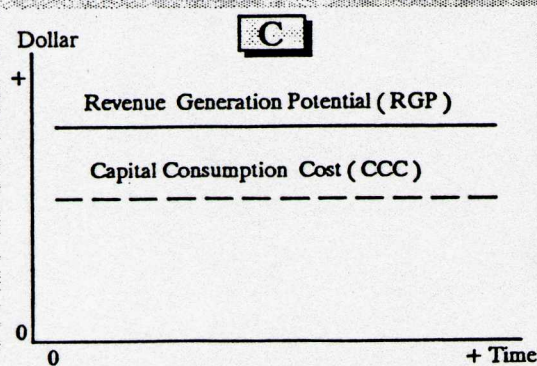 Dollar
C
+
Revenue Generation Potential ( RGP )
Capital Consumption Cost ( CCC )
0
0
+ Time